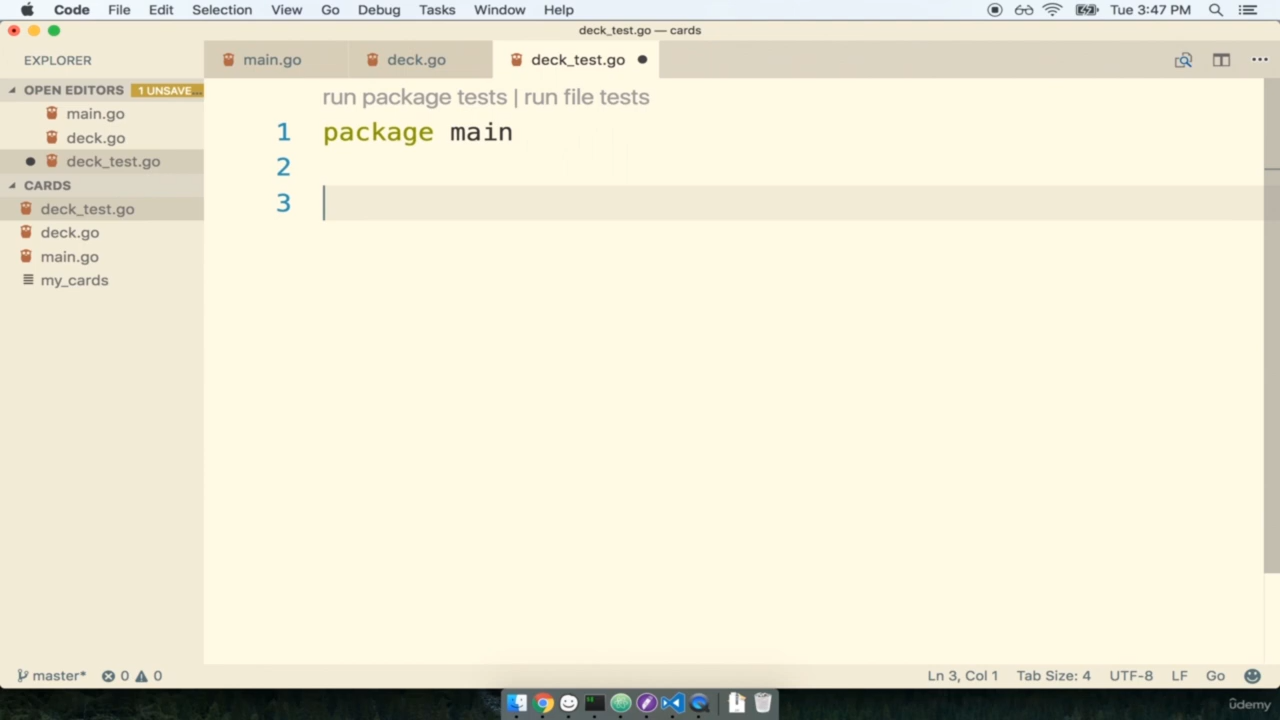 Code File Edit Selection View Go Debug Tasks Window Help Tue 3:47 PM
deck_test.go — cards
EXPLORER
main.go deck.go deck_test.go
OPEN EDITORS 1 UNSAVE...
main.go
deck.go
deck_test.go
CARDS
deck_test.go
deck.go
main.go
my_cards
run package tests | run file tests
1 package main
2
3
master* 0 0 Ln 3, Col 1 Tab Size: 4 UTF-8 LF Go
ûdemy